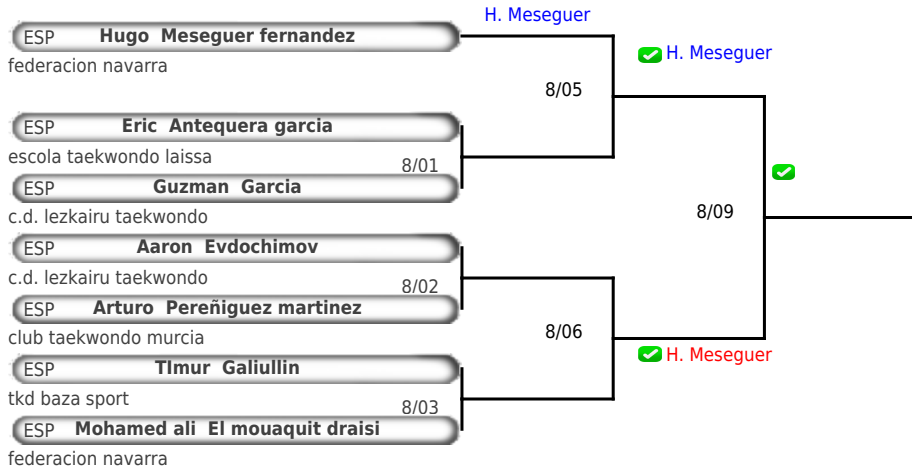 H. Meseguer
ESP Hugo Meseguer fernandez
federacion navarra
H. Meseguer
8/05
ESP Eric Antequera garcia
escola taekwondo laissa
8/01
ESP Guzman Garcia
c.d. lezkairu taekwondo
8/09
ESP Aaron Evdochimov
c.d. lezkairu taekwondo
8/02
ESP Arturo Pereñiguez martinez
club taekwondo murcia
8/06
H. Meseguer
ESP TImur Galiullin
tkd baza sport
8/03
ESP Mohamed ali El mouaquit draisi
federacion navarra